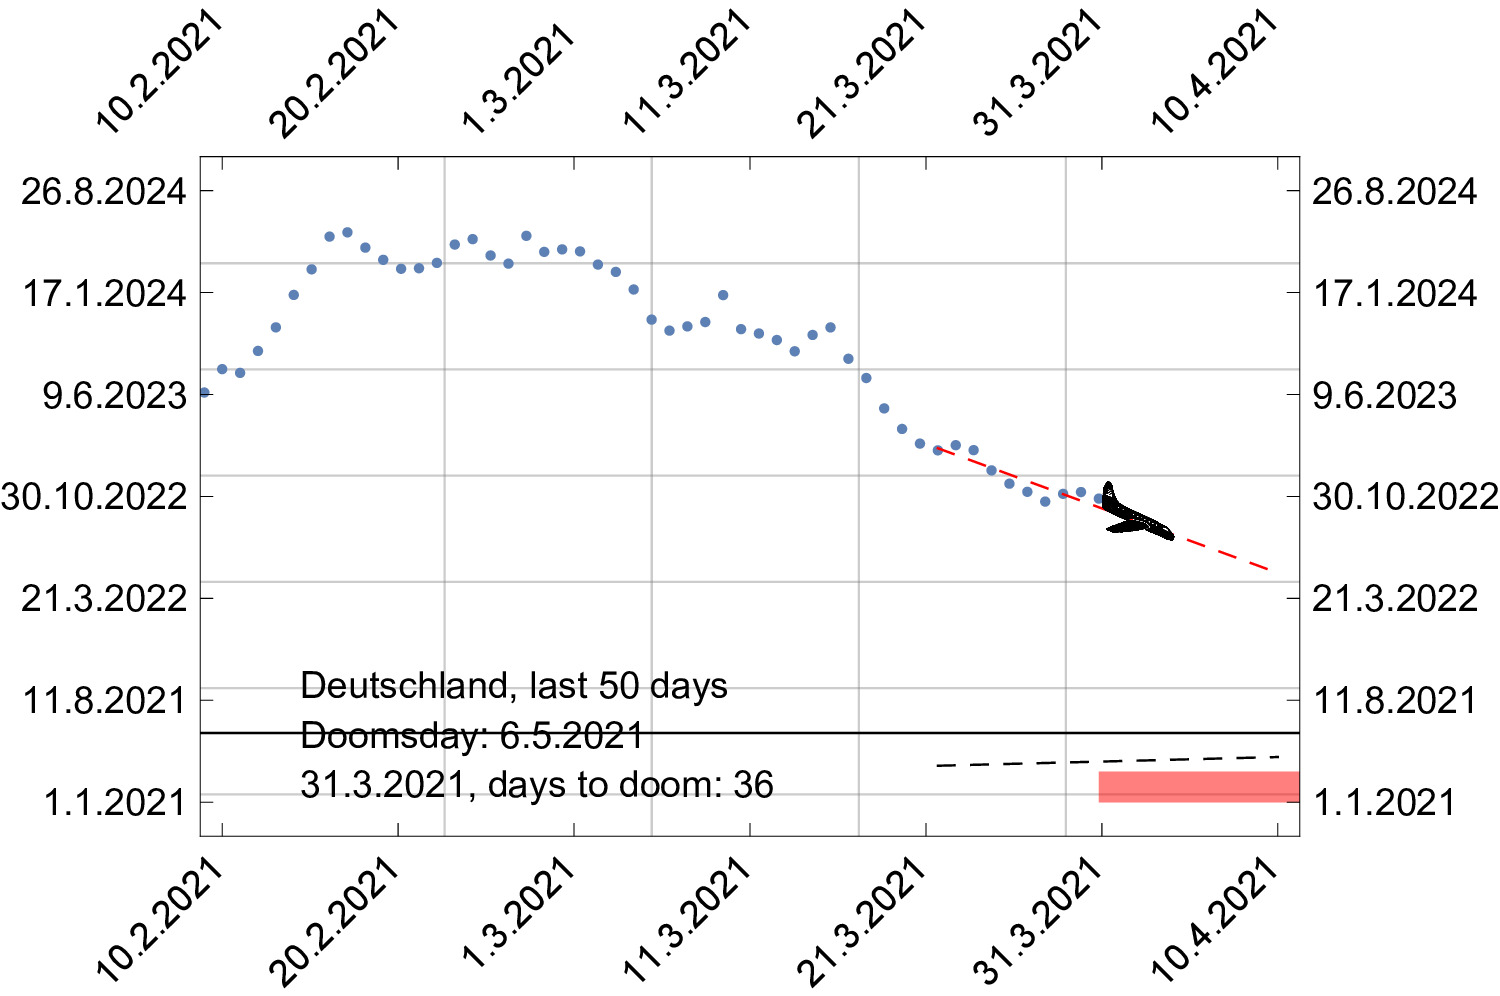 10.2.2021 20.2.2021 1.3.2021 11.3.2021 21.3.2021 31.3.2021 10.4.2021
26.8.2024 26.8.2024
17.1.2024 17.1.2024
9.6.2023 9.6.2023
30.10.2022 30.10.2022
21.3.2022 21.3.2022
Deutschland, last 50 days
11.8.2021 11.8.2021
Doomsday: 6.5.2021
31.3.2021, days to doom: 36
1.1.2021 1.1.2021
10.2.2021 20.2.2021 1.3.2021 11.3.2021 21.3.2021 31.3.2021 10.4.2021